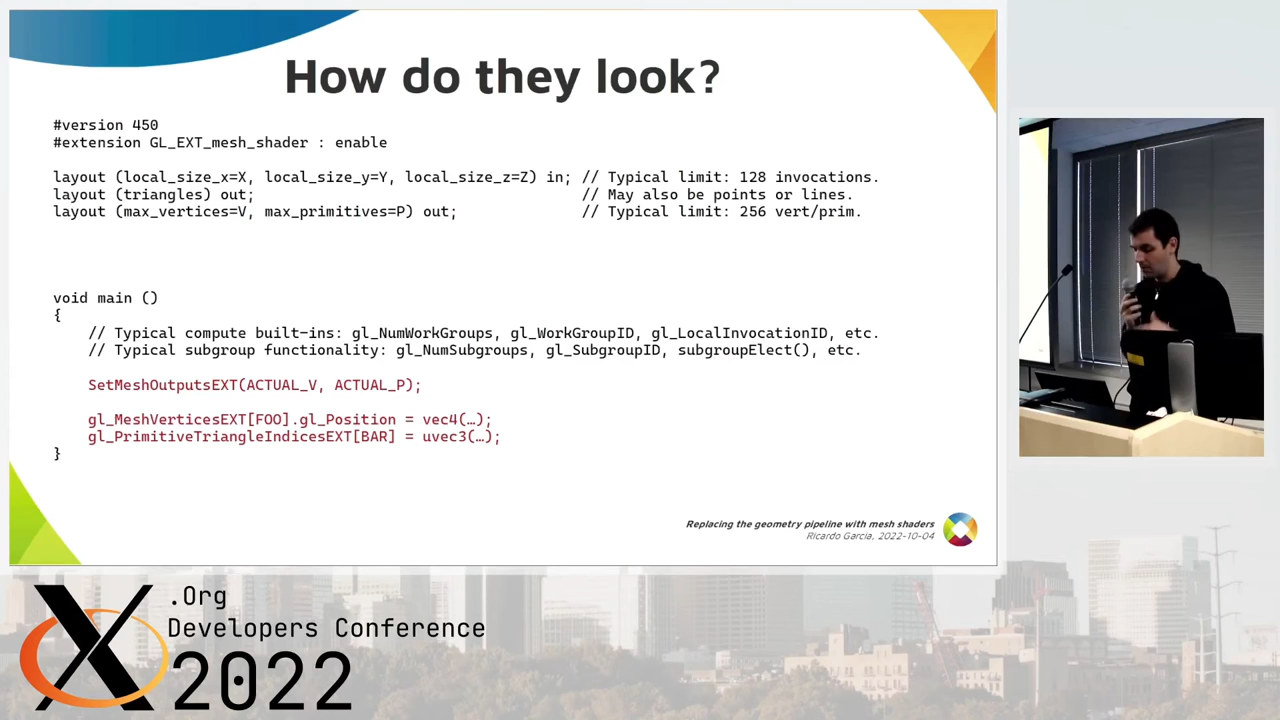 How do they look?
#version 450
#extension GL_EXT_mesh_shader : enable
layout (local_size_x=X, local_size_y=Y, local_size_z=Z) in; // Typical limit: 128 invocations.
layout (triangles) out; // May also be points or lines.
layout (max_vertices=V, max_primitives=P) out; // Typical limit: 256 vert/prim.
void main ()
{
// Typical compute built-ins: gl_NumWorkGroups, gl_WorkGroupID, gl_LocalInvocationID, etc.
// Typical subgroup functionality: gl_NumSubgroups, gl_SubgroupID, subgroupElect(), etc.
SetMeshOutputsEXT(ACTUAL_V, ACTUAL_P);
gl_MeshVerticesEXT[FOO].gl_Position = vec4(…);
gl_PrimitiveTriangleIndicesEXT[BAR] = uvec3(…);
}
Replacing the geometry pipeline with mesh shaders
Ricardo Garcia, 2022-10-04
X
.Org
Developers Conference
2022